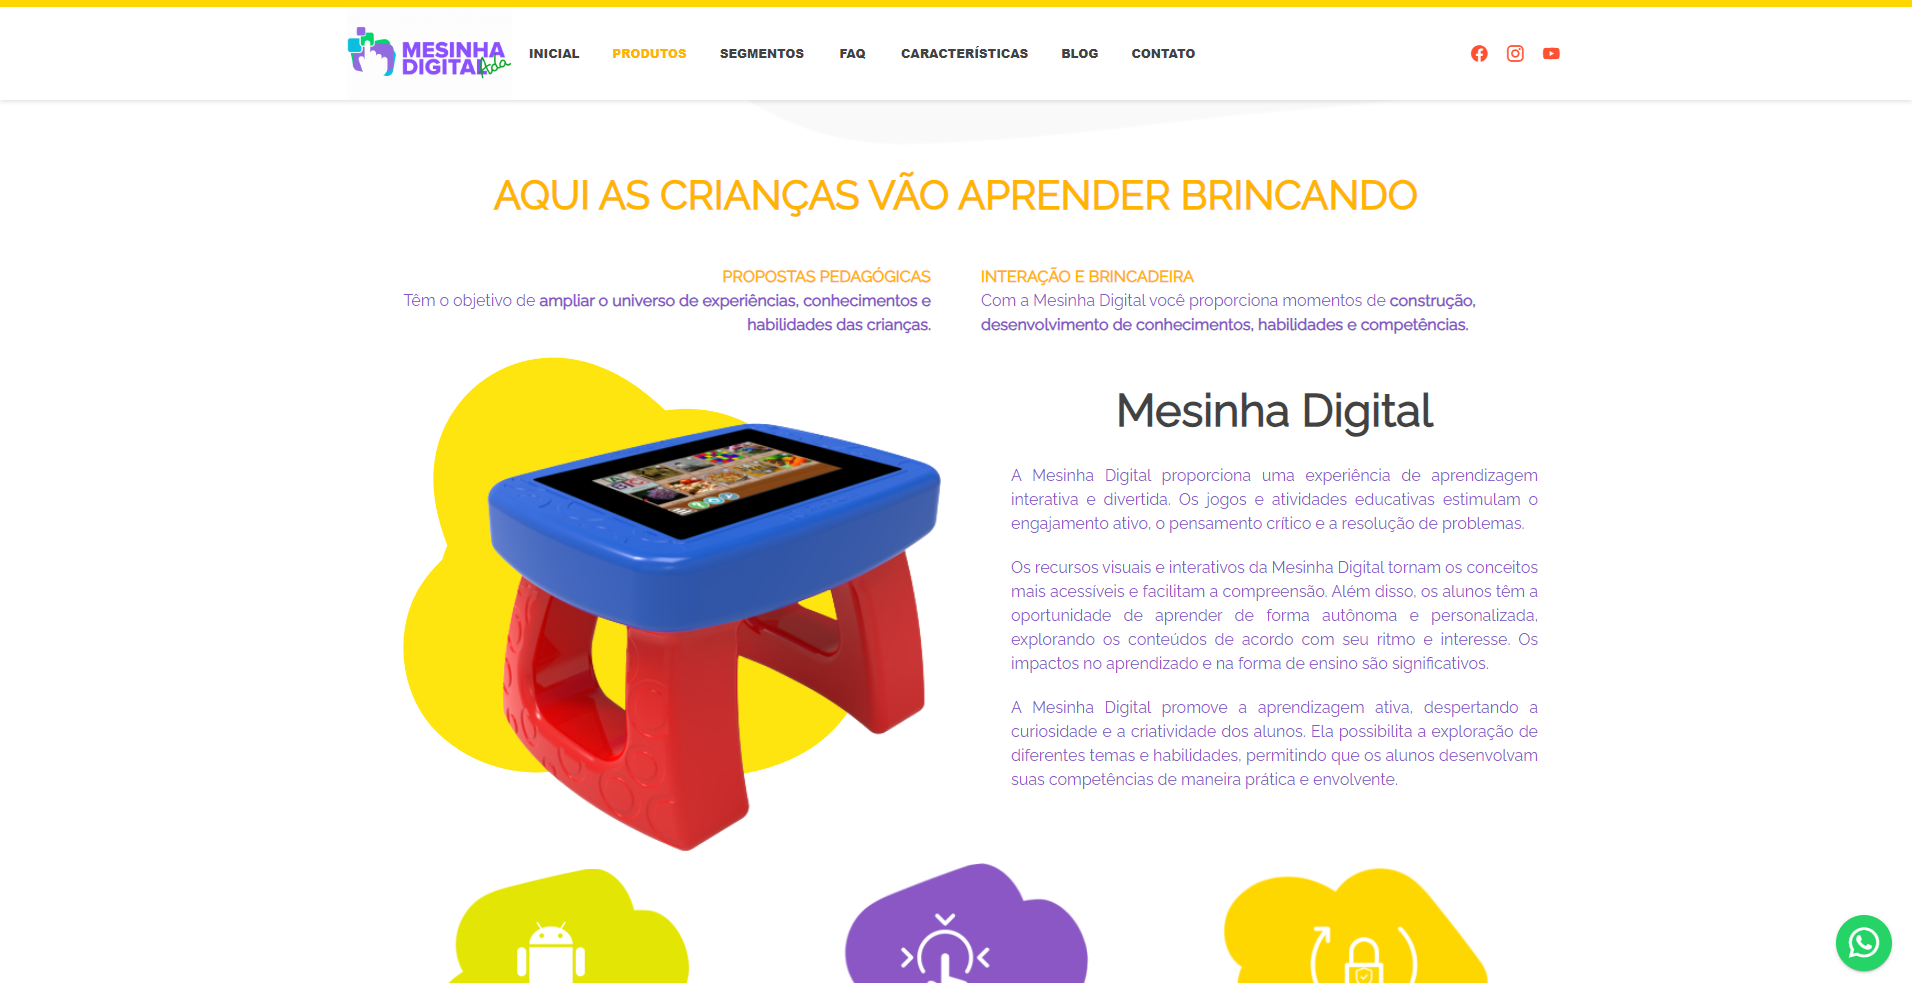 MESINHA
DIGITAL
Ada
INICIAL
PRODUTOS
SEGMENTOS
FAQ
CARACTERÍSTICAS
BLOG
CONTATO
AQUI AS CRIANÇAS VÃO APRENDER BRINCANDO
PROPOSTAS PEDAGÓGICAS
Têm o objetivo de ampliar o universo de experiências, conhecimentos e
habilidades das crianças.
INTERAÇÃO E BRINCADEIRA
Com a Mesinha Digital você proporciona momentos de construção,
desenvolvimento de conhecimentos, habilidades e competências.
Mesinha Digital
A Mesinha Digital proporciona uma experiência de aprendizagem
interativa e divertida. Os jogos e atividades educativas estimulam o
engajamento ativo, o pensamento crítico e a resolução de problemas.
Os recursos visuais e interativos da Mesinha Digital tornam os conceitos
mais acessíveis e facilitam a compreensão. Além disso, os alunos têm a
oportunidade de aprender de forma autônoma e personalizada,
explorando os conteúdos de acordo com seu ritmo e interesse. Os
impactos no aprendizado e na forma de ensino são significativos.
A Mesinha Digital promove a aprendizagem ativa, despertando a
curiosidade e a criatividade dos alunos. Ela possibilita a exploração de
diferentes temas e habilidades, permitindo que os alunos desenvolvam
suas competências de maneira prática e envolvente.